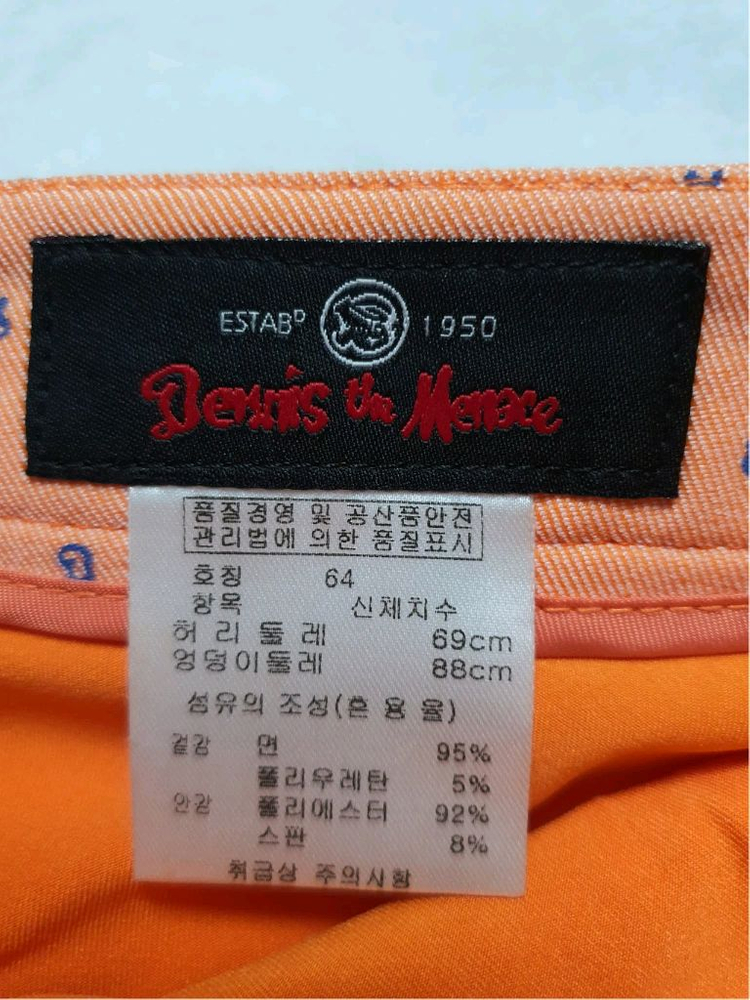 ESTABᴰ 1950
Dennis the Menace
품질경영 및 공산품안전
관리법에 의한 품질표시
호칭 64
항목 신체치수
허리둘레 69cm
엉덩이둘레 88cm
섬유의 조성(혼용율)
겉감 면 95%
폴리우레탄 5%
안감 폴리에스터 92%
스판 8%
취급상 주의사항